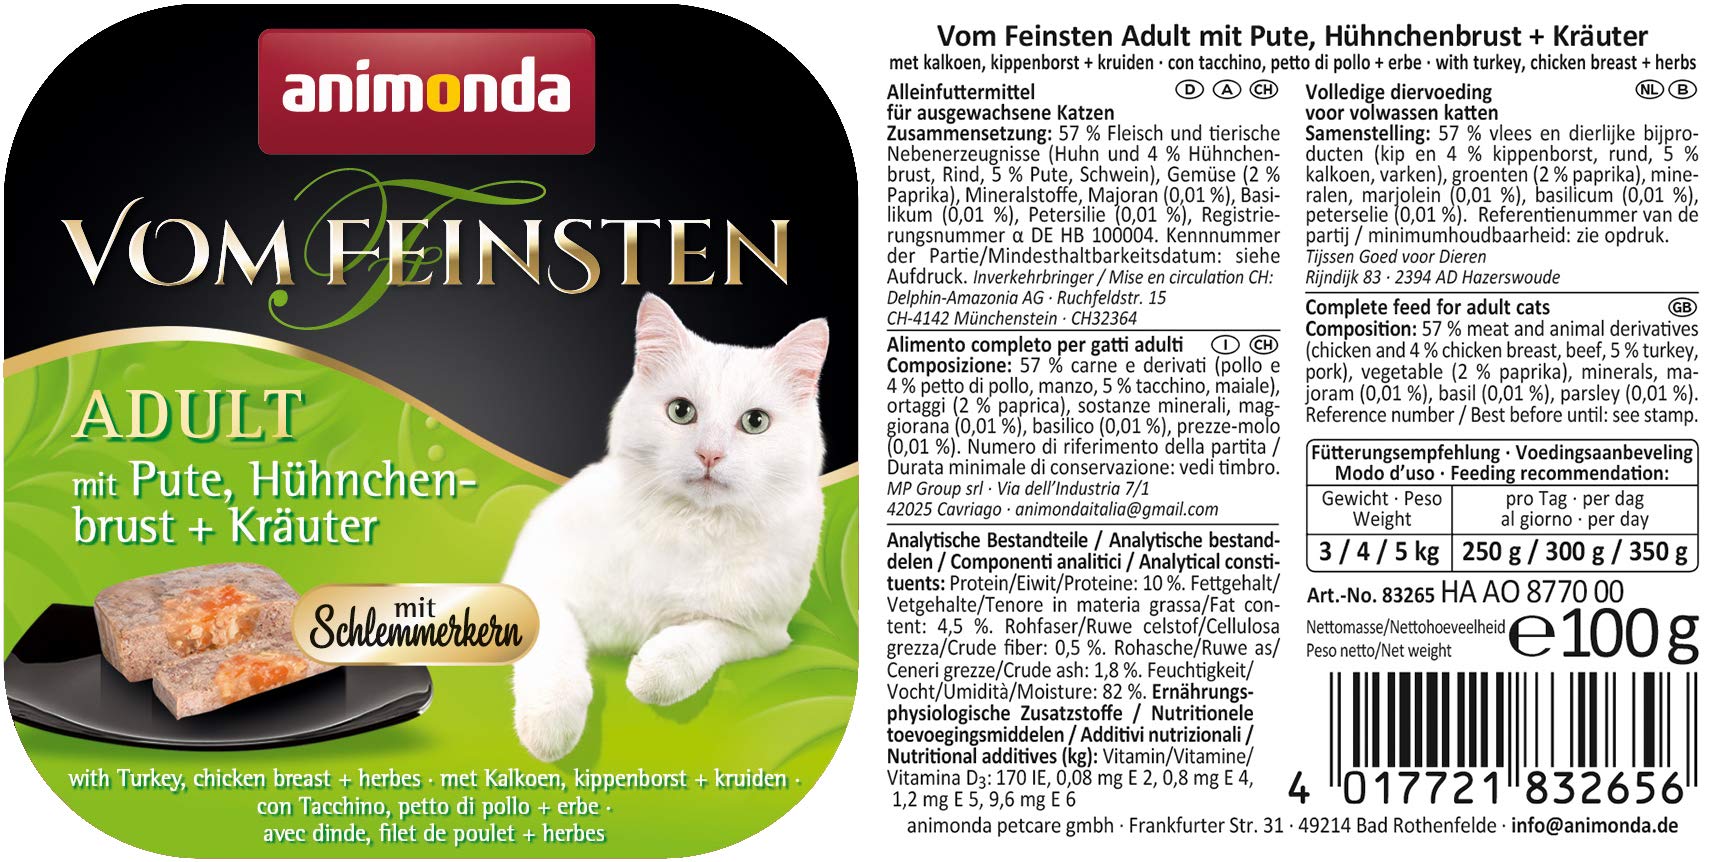 animonda
VOM FEINSTEN
ADULT
mit Pute, Hühnchen-
brust + Kräuter
mit
Schlemmerkern
with Turkey, chicken breast + herbes · met Kalkoen, kippenborst + kruiden ·
con Tacchino, petto di pollo + erbe ·
avec dinde, filet de poulet + herbes
Vom Feinsten Adult mit Pute, Hühnchenbrust + Kräuter
met kalkoen, kippenborst + kruiden · con tacchino, petto di pollo + erbe · with turkey, chicken breast + herbs
Alleinfuttermittel D A CH
für ausgewachsene Katzen
Zusammensetzung: 57 % Fleisch und tierische
Nebenerzeugnisse (Huhn und 4 % Hühnchen-
brust, Rind, 5 % Pute, Schwein), Gemüse (2 %
Paprika), Mineralstoffe, Majoran (0,01 %), Basi-
likum (0,01 %), Petersilie (0,01 %), Registrie-
rungsnummer α DE HB 100004. Kennnummer
der Partie/Mindesthaltbarkeitsdatum: siehe
Aufdruck. Inverkehrbringer / Mise en circulation CH:
Delphin-Amazonia AG · Ruchfeldstr. 15
CH-4142 Münchenstein · CH32364
Alimento completo per gatti adulti I CH
Composizione: 57 % carne e derivati (pollo e
4 % petto di pollo, manzo, 5 % tacchino, maiale),
ortaggi (2 % paprica), sostanze minerali, mag-
giorana (0,01 %), basilico (0,01 %), prezze-molo
(0,01 %). Numero di riferimento della partita /
Durata minimale di conservazione: vedi timbro.
MP Group srl · Via dell'Industria 7/1
42025 Cavriago · animondaitalia@gmail.com
Analytische Bestandteile / Analytische bestand-
delen / Componenti analitici / Analytical consti-
tuents: Protein/Eiwit/Proteine: 10 %. Fettgehalt/
Vetgehalte/Tenore in materia grassa/Fat con-
tent: 4,5 %. Rohfaser/Ruwe celstof/Cellulosa
grezza/Crude fiber: 0,5 %. Rohasche/Ruwe as/
Ceneri grezze/Crude ash: 1,8 %. Feuchtigkeit/
Vocht/Umidità/Moisture: 82 %. Ernährungs-
physiologische Zusatzstoffe / Nutritionele
toevoegingsmiddelen / Additivi nutrizionali /
Nutritional additives (kg): Vitamin/Vitamine/
Vitamina D3: 170 IE, 0,08 mg E 2, 0,8 mg E 4,
1,2 mg E 5, 9,6 mg E 6
Volledige diervoeding NL B
voor volwassen katten
Samenstelling: 57 % vlees en dierlijke bijpro-
ducten (kip en 4 % kippenborst, rund, 5 %
kalkoen, varken), groenten (2 % paprika), mine-
ralen, marjolein (0,01 %), basilicum (0,01 %),
peterselie (0,01 %). Referentienummer van de
partij / minimumhoudbaarheid: zie opdruk.
Tijssen Goed voor Dieren
Rijndijk 83 · 2394 AD Hazerswoude
Complete feed for adult cats GB
Composition: 57 % meat and animal derivatives
(chicken and 4 % chicken breast, beef, 5 % turkey,
pork), vegetable (2 % paprika), minerals, ma-
joram (0,01 %), basil (0,01 %), parsley (0,01 %).
Reference number / Best before until: see stamp.
Fütterungsempfehlung · Voedingsaanbeveling
Modo d'uso · Feeding recommendation:
Gewicht · Peso
Weight
pro Tag · per dag
al giorno · per day
3 / 4 / 5 kg
250 g / 300 g / 350 g
Art.-No. 83265 HA AO 8770 00
Nettomasse/Nettohoeveelheid
Peso netto/Net weight
℮100 g
4 017721 832656
animonda petcare gmbh · Frankfurter Str. 31 · 49214 Bad Rothenfelde · info@animonda.de